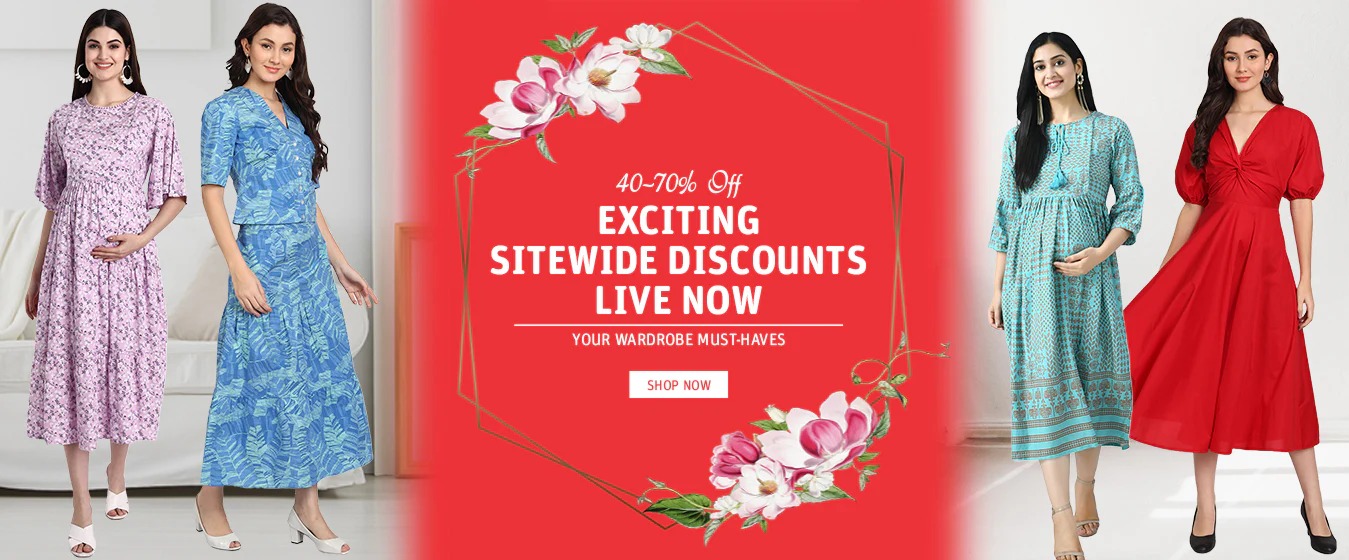 40-70% Off
EXCITING
SITEWIDE DISCOUNTS
LIVE NOW
YOUR WARDROBE MUST-HAVES
SHOP NOW